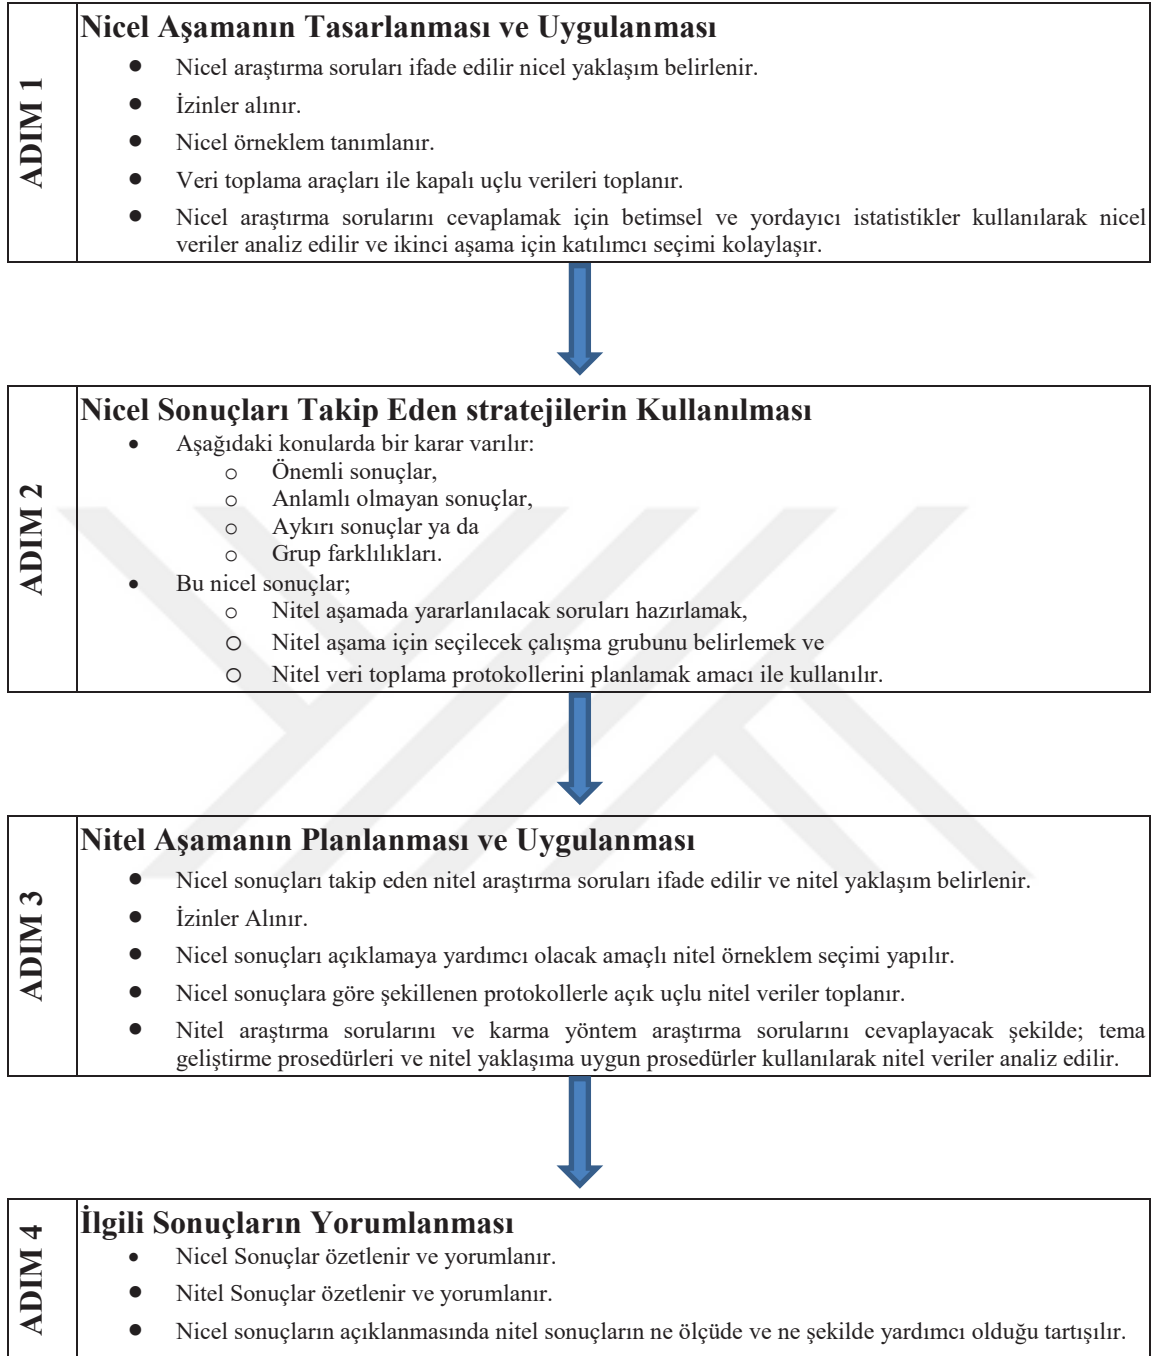 ADIM 1
Nicel Aşamanın Tasarlanması ve Uygulanması
● Nicel araştırma soruları ifade edilir nicel yaklaşım belirlenir.
● İzinler alınır.
● Nicel örneklem tanımlanır.
● Veri toplama araçları ile kapalı uçlu verileri toplanır.
● Nicel araştırma sorularını cevaplamak için betimsel ve yordayıcı istatistikler kullanılarak nicel
veriler analiz edilir ve ikinci aşama için katılımcı seçimi kolaylaşır.
ADIM 2
Nicel Sonuçları Takip Eden stratejilerin Kullanılması
• Aşağıdaki konularda bir karar varılır:
o Önemli sonuçlar,
o Anlamlı olmayan sonuçlar,
o Aykırı sonuçlar ya da
o Grup farklılıkları.
• Bu nicel sonuçlar;
o Nitel aşamada yararlanılacak soruları hazırlamak,
o Nitel aşama için seçilecek çalışma grubunu belirlemek ve
o Nitel veri toplama protokollerini planlamak amacı ile kullanılır.
ADIM 3
Nitel Aşamanın Planlanması ve Uygulanması
● Nicel sonuçları takip eden nitel araştırma soruları ifade edilir ve nitel yaklaşım belirlenir.
● İzinler Alınır.
● Nicel sonuçları açıklamaya yardımcı olacak amaçlı nitel örneklem seçimi yapılır.
● Nicel sonuçlara göre şekillenen protokollerle açık uçlu nitel veriler toplanır.
● Nitel araştırma sorularını ve karma yöntem araştırma sorularını cevaplayacak şekilde; tema
geliştirme prosedürleri ve nitel yaklaşıma uygun prosedürler kullanılarak nitel veriler analiz edilir.
ADIM 4
İlgili Sonuçların Yorumlanması
• Nicel Sonuçlar özetlenir ve yorumlanır.
● Nitel Sonuçlar özetlenir ve yorumlanır.
● Nicel sonuçların açıklanmasında nitel sonuçların ne ölçüde ve ne şekilde yardımcı olduğu tartışılır.